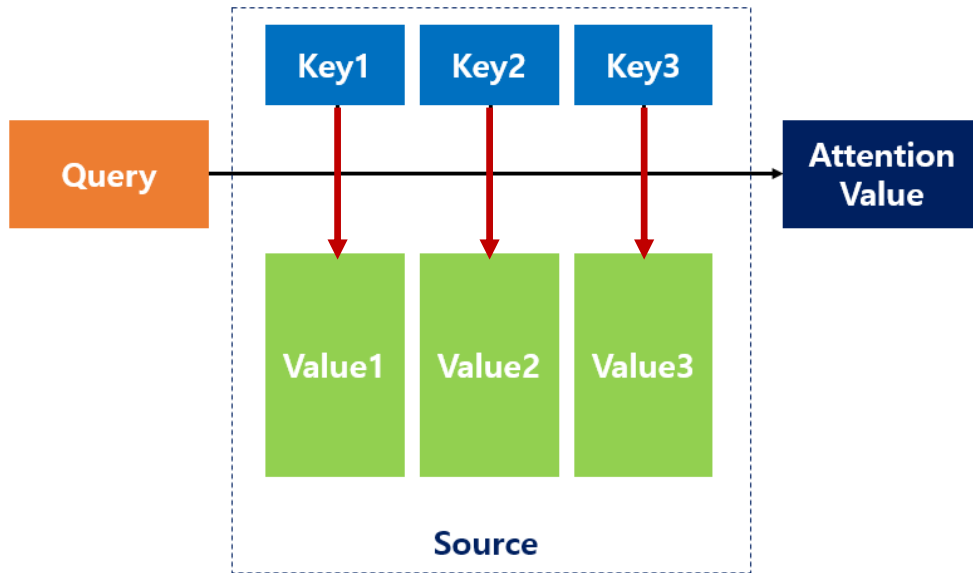 Key1
Key2
Key3
Query
Attention
Value
Value1
Value2
Value3
Source